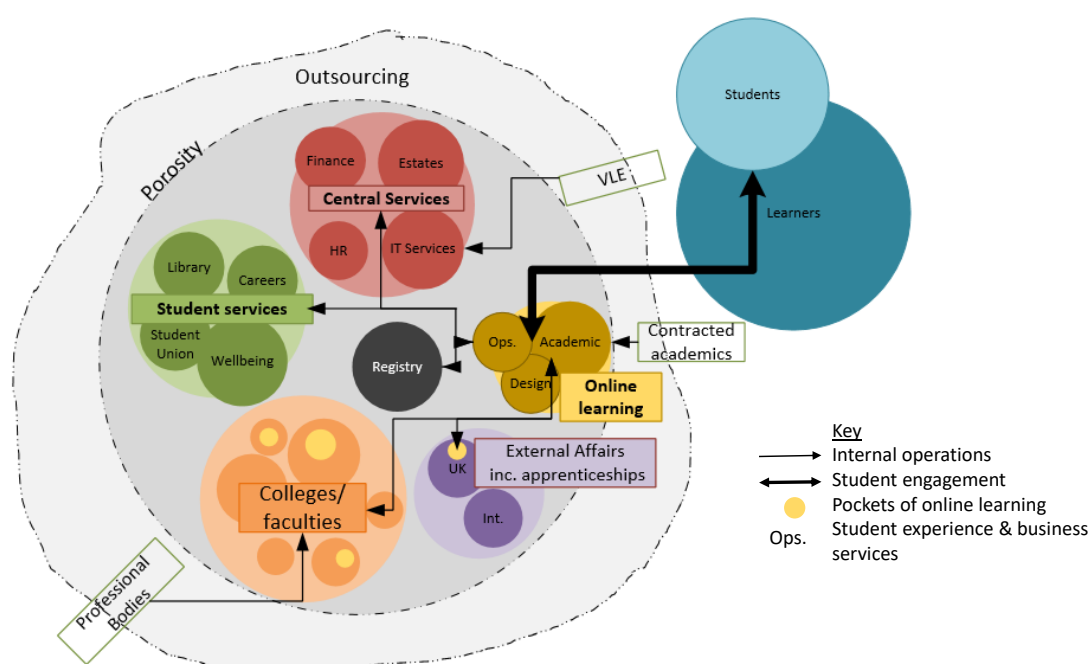 Outsourcing
Porosity
Students
Learners
VLE
Finance
Estates
Central Services
HR
IT Services
Library
Careers
Student services
Student
Union
Wellbeing
Registry
Ops.
Academic
Design
Online
learning
Contracted
academics
External Affairs
inc. apprenticeships
UK
Int.
Colleges/
faculties
Professional
Bodies
Key
Internal operations
Student engagement
Pockets of online learning
Ops.
Student experience & business
services